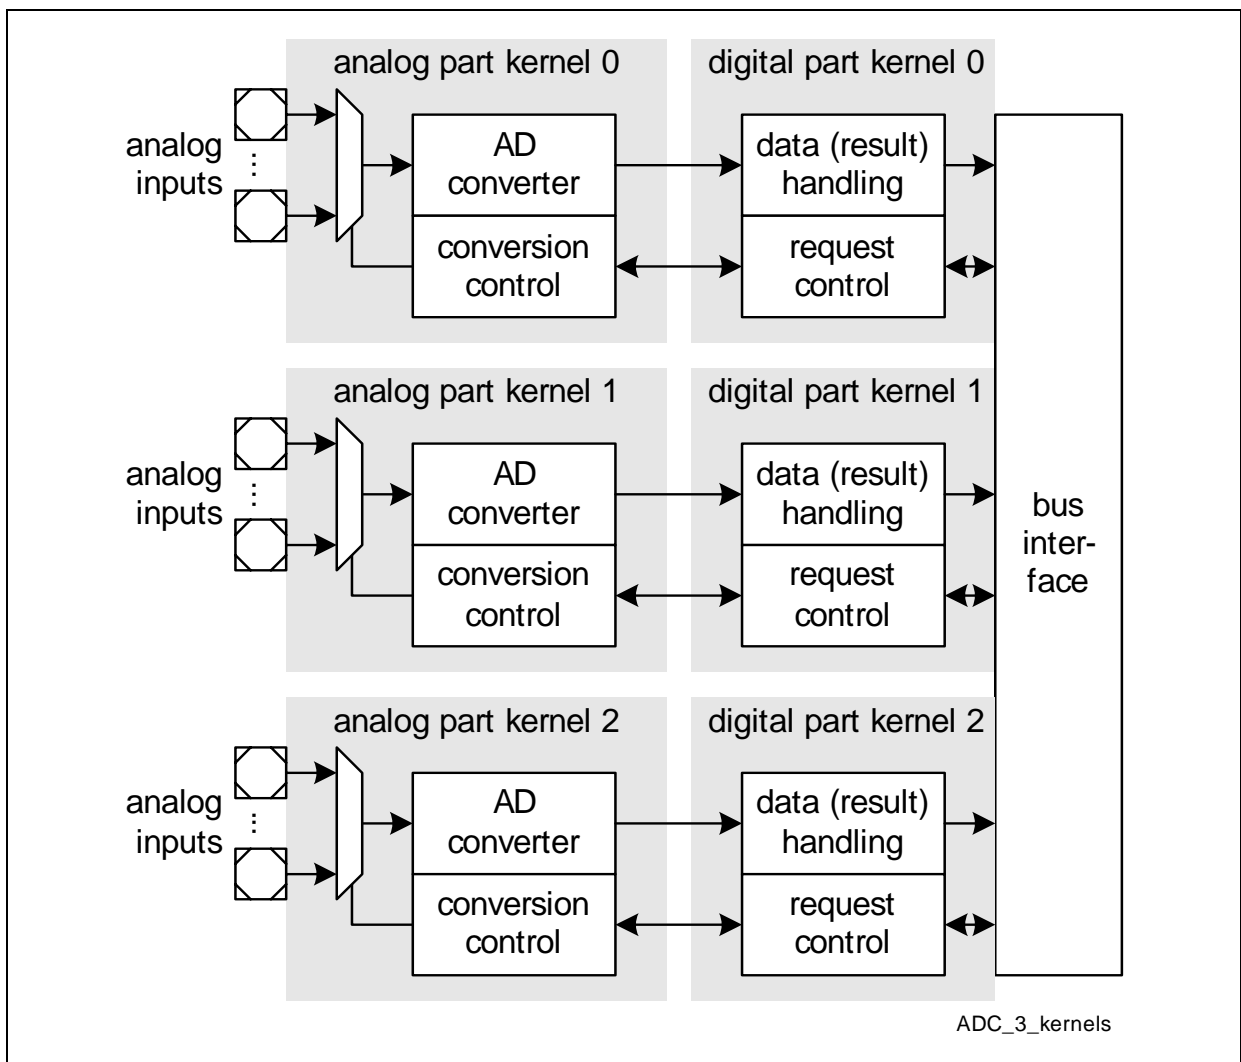 analog part kernel 0
digital part kernel 0
analog
inputs
AD
converter
data (result)
handling
conversion
control
request
control
analog part kernel 1
digital part kernel 1
analog
inputs
AD
converter
data (result)
handling
conversion
control
request
control
bus
inter-
face
analog part kernel 2
digital part kernel 2
analog
inputs
AD
converter
data (result)
handling
conversion
control
request
control
ADC_3_kernels